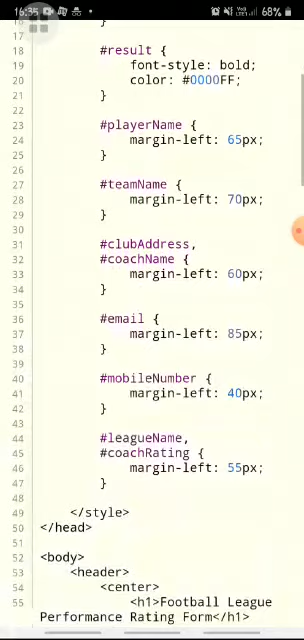 16:35 68%
16 }
17
18 #result {
19 font-style: bold;
20 color: #0000FF;
21 }
22
23 #playerName {
24 margin-left: 65px;
25 }
26
27 #teamName {
28 margin-left: 70px;
29 }
30
31 #clubAddress,
32 #coachName {
33 margin-left: 60px;
34 }
35
36 #email {
37 margin-left: 85px;
38 }
39
40 #mobileNumber {
41 margin-left: 40px;
42 }
43
44 #leagueName,
45 #coachRating {
46 margin-left: 55px;
47 }
48
49 </style>
50 </head>
51
52 <body>
53 <header>
54 <center>
55 <h1>Football League
Performance Rating Form</h1>